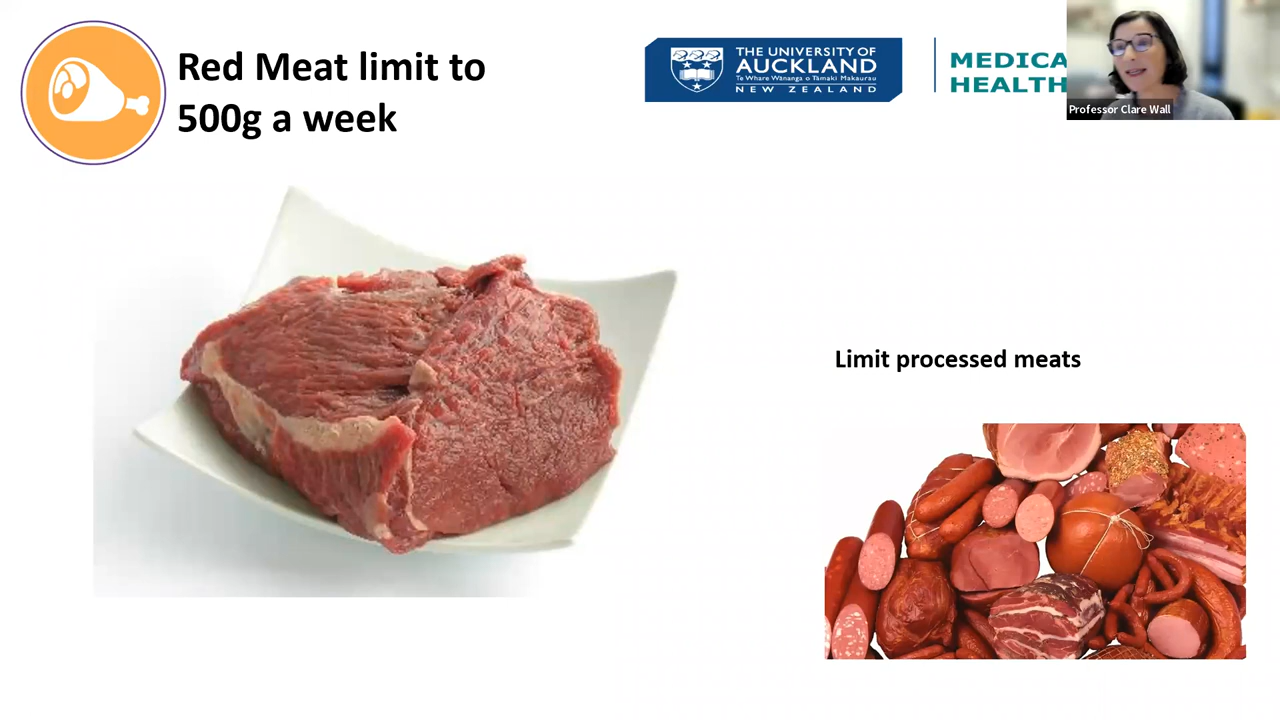 Red Meat limit to
500g a week
THE UNIVERSITY OF
AUCKLAND
Te Whare Wānanga o Tāmaki Makaurau
NEW ZEALAND
MEDICA
HEALTH
Professor Clare Wall
Limit processed meats